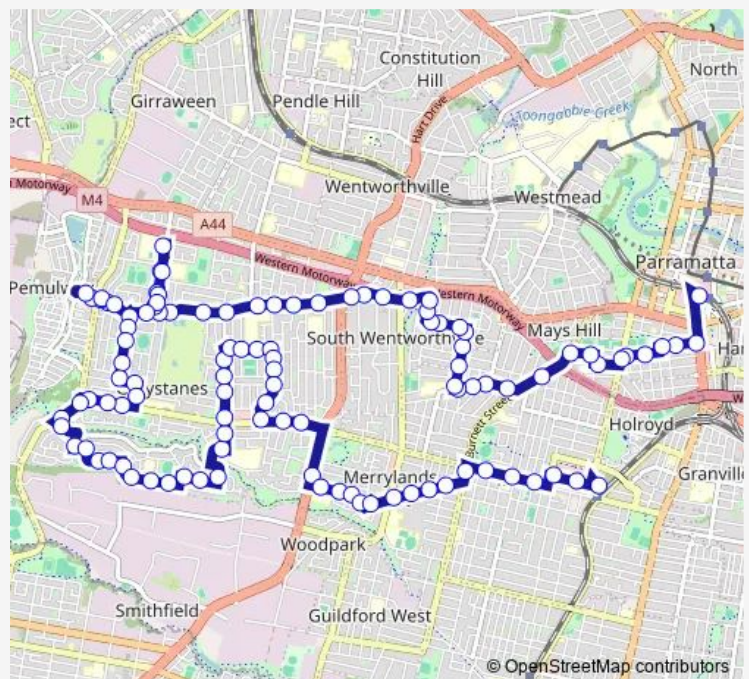 Constitution
Hill
North
Girraween
Pendle Hill
ect
Toongabbie Creek
Hart Drive
Motorway
M4
Wentworthville
Westmead
A44
Western Motorway
Parramatta
Pemulw
Western Motorway
South Wentworthv
e
Mays Hill
Har
ystanes
Burnett Street
Holroyd
W
Merrylands
Granville
Woodpark
Smithfield
Guildford West
© OpenStreetMap contributors